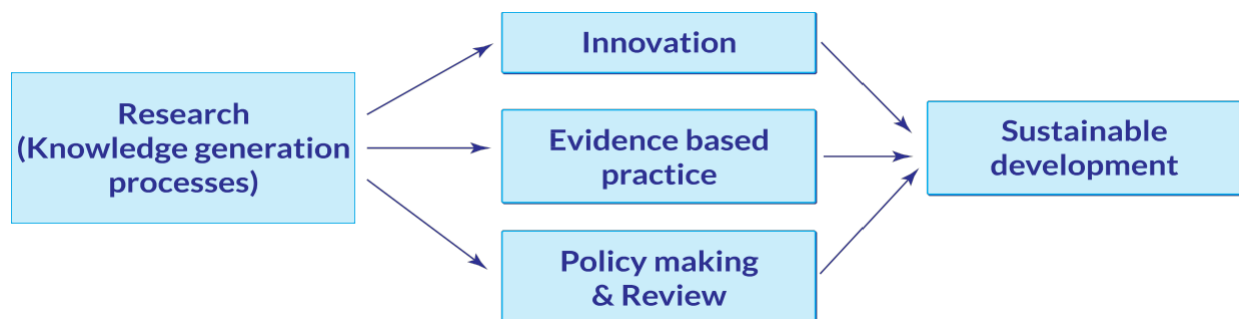 Research
(Knowledge generation
processes)
Innovation
Evidence based
practice
Policy making
& Review
Sustainable
development